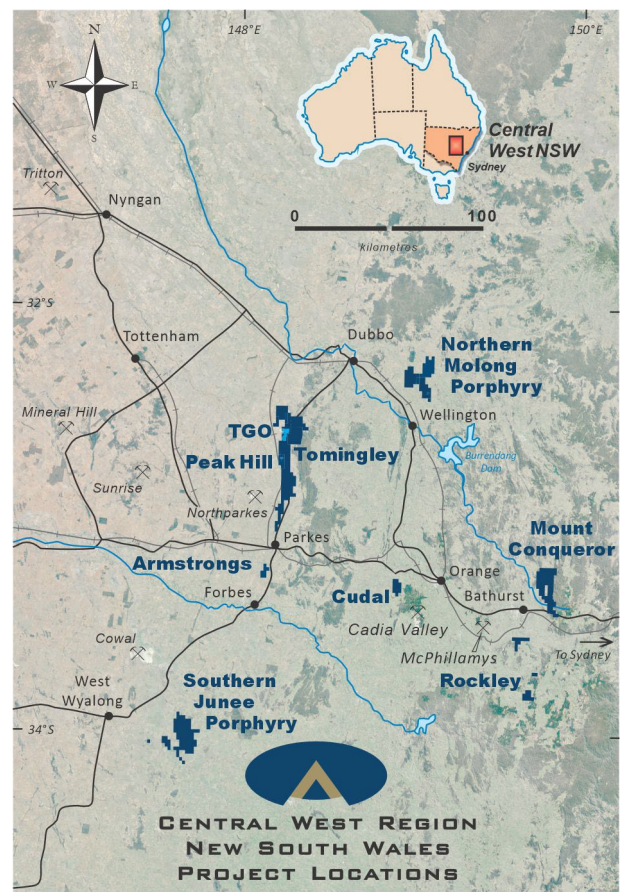 148°E
150°E
N
W
E
S
Central
West NSW
Sydney
Tritton
Nyngan
0
100
kilometres
32°S
Tottenham
Dubbo
Northern
Molong
Porphyry
Mineral Hill
TGO
Wellington
Peak Hill
Tomingley
Burrendong
Dam
Sunrise
Northparkes
Mount
Conqueror
Parkes
Armstrongs
Orange
Forbes
Cudal
Bathurst
Cadia Valley
Cowal
McPhillamys
To Sydney
West
Wyalong
Southern
Junee
Porphyry
Rockley
34°S
CENTRAL WEST REGION
NEW SOUTH WALES
PROJECT LOCATIONS